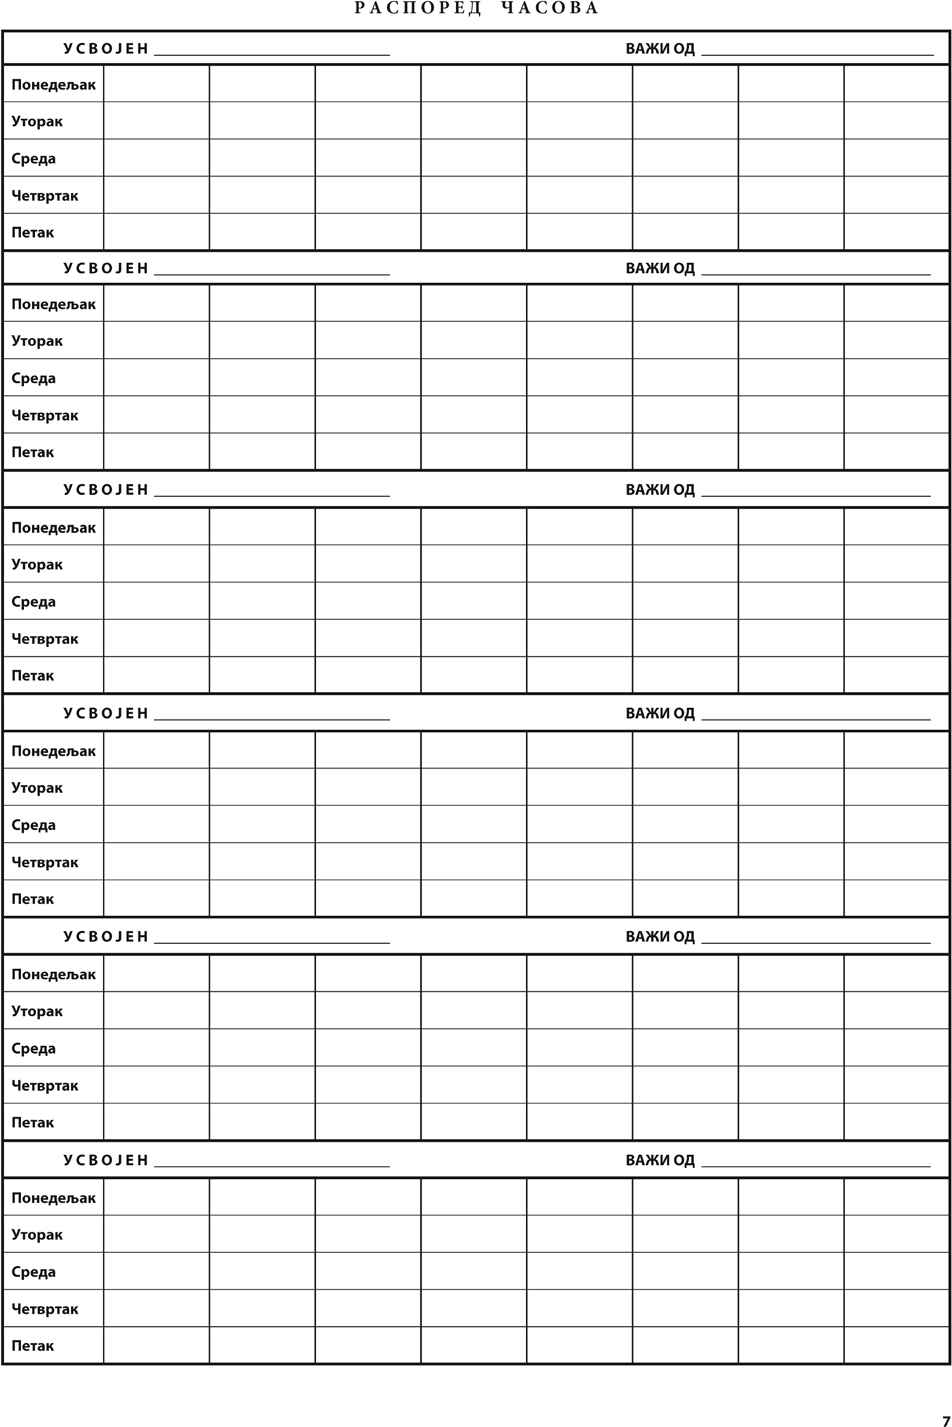 РАСПОРЕД ЧАСОВА
УСВОЈЕН ВАЖИ ОД
Понедељак
Уторак
Среда
Четвртак
Петак
УСВОЈЕН ВАЖИ ОД
Понедељак
Уторак
Среда
Четвртак
Петак
УСВОЈЕН ВАЖИ ОД
Понедељак
Уторак
Среда
Четвртак
Петак
УСВОЈЕН ВАЖИ ОД
Понедељак
Уторак
Среда
Четвртак
Петак
УСВОЈЕН ВАЖИ ОД
Понедељак
Уторак
Среда
Четвртак
Петак
УСВОЈЕН ВАЖИ ОД
Понедељак
Уторак
Среда
Четвртак
Петак
7